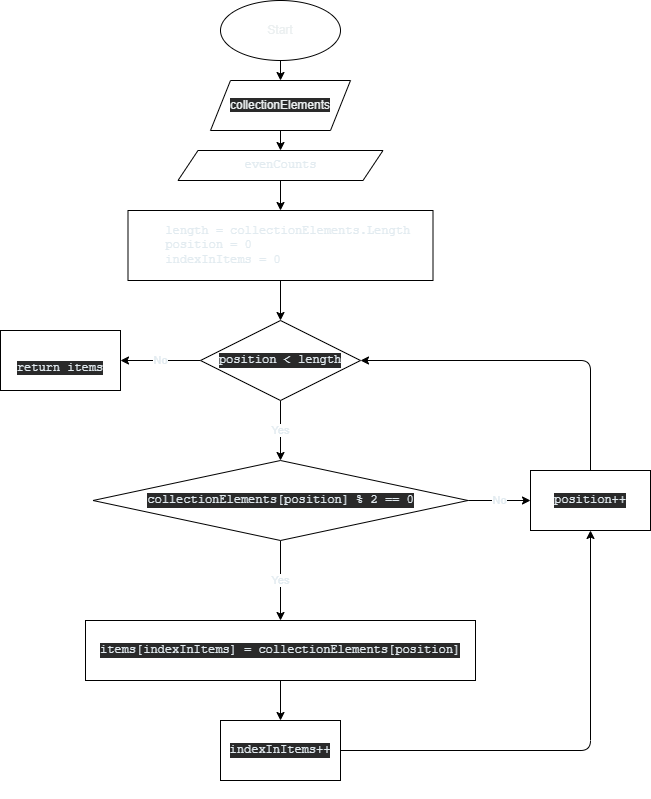 Start
collectionElements
evenCounts
length = collectionElements.Length
position = 0
indexInItems = 0
position < length
No
return items
Yes
collectionElements[position] % 2 == 0
No
position++
Yes
items[indexInItems] = collectionElements[position]
indexInItems++